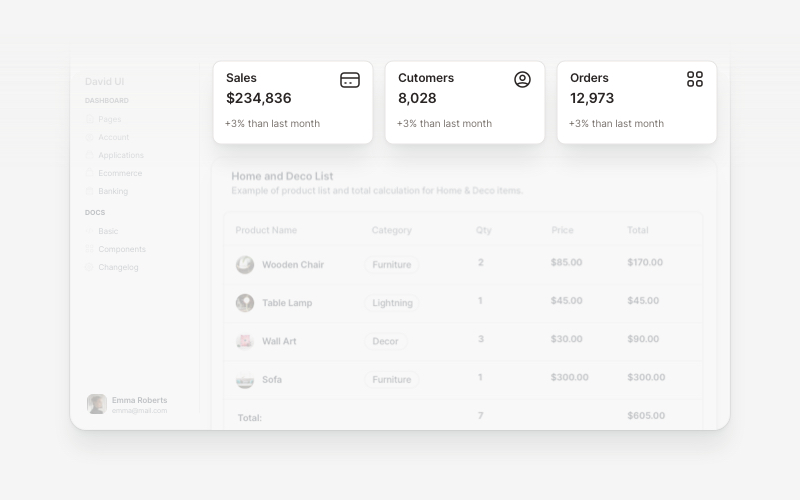 David UI
DASHBOARD
Pages
Account
Applications
Ecommerce
Banking
DOCS
Basic
Components
Changelog
Emma Roberts
emma@mail.com
Sales
$234,836
+3% than last month
Cutomers
8,028
+3% than last month
Orders
12,973
+3% than last month
Home and Deco List
Example of product list and total calculation for Home & Deco items.
Product Name Category Qty Price Total
Wooden Chair Furniture 2 $85.00 $170.00
Table Lamp Lightning 1 $45.00 $45.00
Wall Art Decor 3 $30.00 $90.00
Sofa Furniture 1 $300.00 $300.00
Total: 7 $605.00